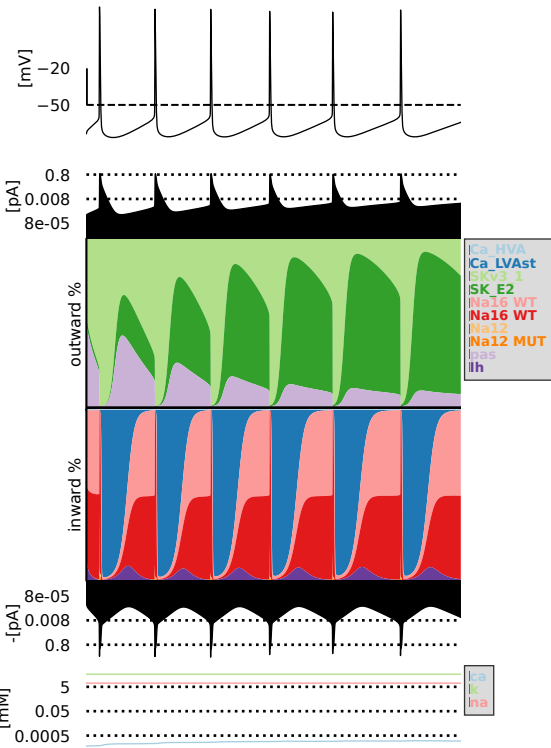 [mV]
−20
−50
[pA]
0.8
0.008
8e-05
outward %
Ca_HVA
Ca_LVAst
SKv3_1
SK_E2
Na16 WT
Na16 WT
Na12
Na12 MUT
pas
Ih
inward %
-[pA]
8e-05
0.008
0.8
[mM]
5
0.05
0.0005
ca
k
na